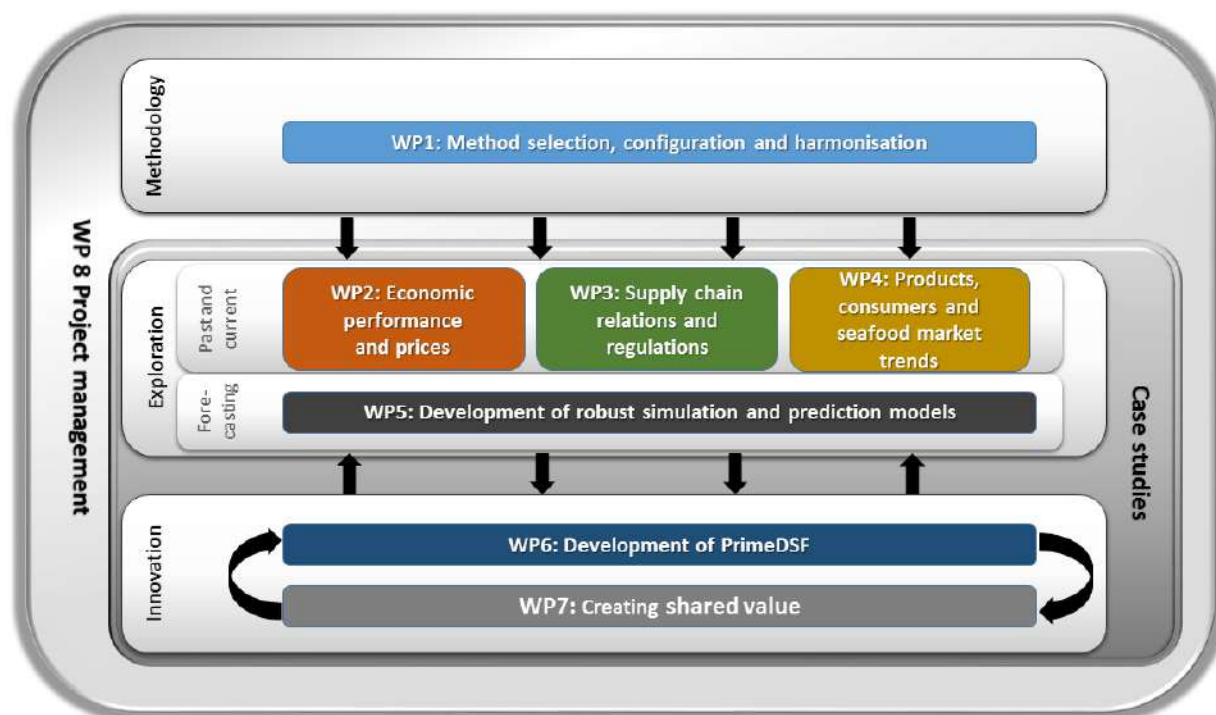 Methodology
WP1: Method selection, configuration and harmonisation
WP 8 Project management
Exploration
Past and
current
WP2: Economic
performance
and prices
WP3: Supply chain
relations and
regulations
WP4: Products,
consumers and
seafood market
trends
Fore-
casting
WP5: Development of robust simulation and prediction models
Case studies
Innovation
WP6: Development of PrimeDSF
WP7: Creating shared value